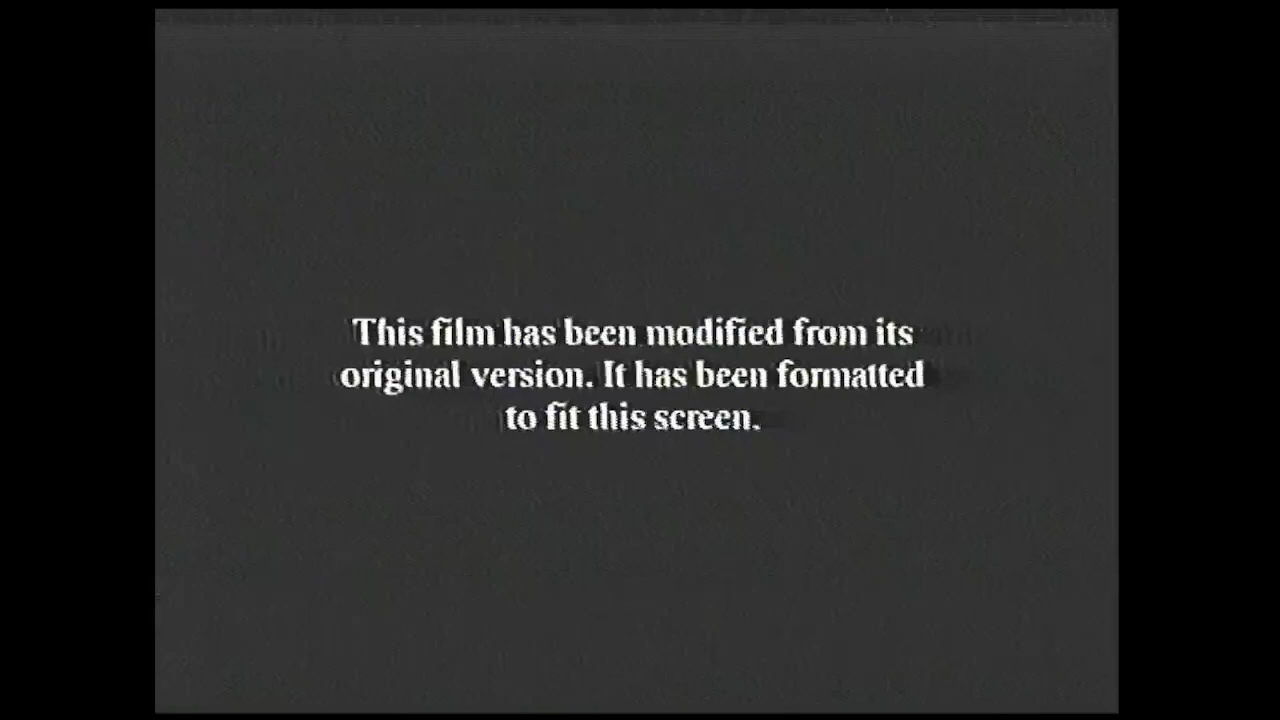 This film has been modified from its
original version. It has been formatted
to fit this screen.